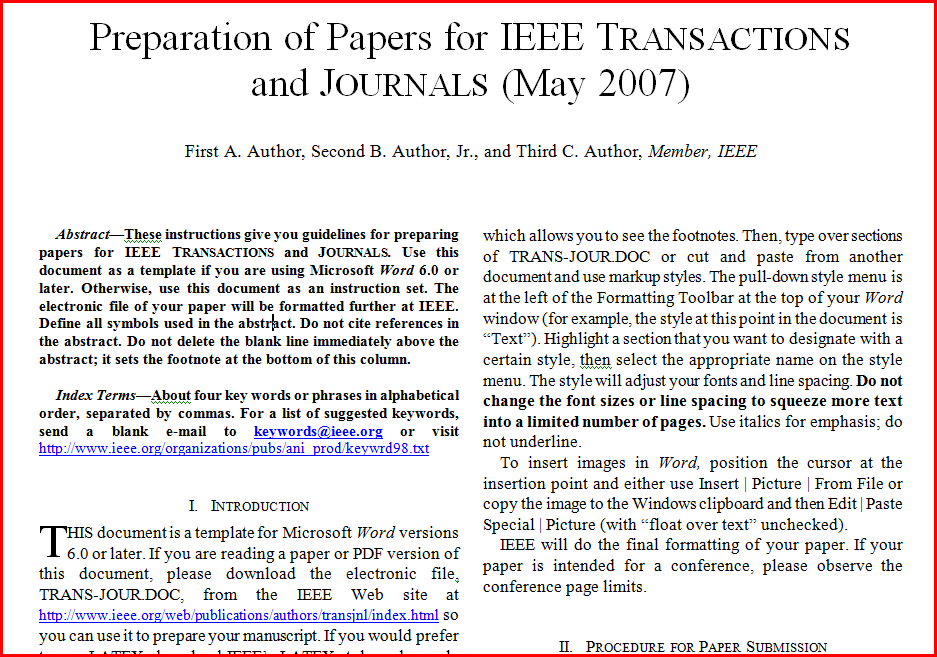 Preparation of Papers for IEEE TRANSACTIONS
and JOURNALS (May 2007)
First A. Author, Second B. Author, Jr., and Third C. Author, Member, IEEE
Abstract—These instructions give you guidelines for preparing
papers for IEEE TRANSACTIONS and JOURNALS. Use this
document as a template if you are using Microsoft Word 6.0 or
later. Otherwise, use this document as an instruction set. The
electronic file of your paper will be formatted further at IEEE.
Define all symbols used in the abstract. Do not cite references in
the abstract. Do not delete the blank line immediately above the
abstract; it sets the footnote at the bottom of this column.
Index Terms—About four key words or phrases in alphabetical
order, separated by commas. For a list of suggested keywords,
send a blank e-mail to keywords@ieee.org or visit
http://www.ieee.org/organizations/pubs/ani_prod/keywrd98.txt
I. INTRODUCTION
THIS document is a template for Microsoft Word versions
6.0 or later. If you are reading a paper or PDF version of
this document, please download the electronic file,
TRANS-JOUR.DOC, from the IEEE Web site at
http://www.ieee.org/web/publications/authors/transjnl/index.html so
you can use it to prepare your manuscript. If you would prefer
which allows you to see the footnotes. Then, type over sections
of TRANS-JOUR.DOC or cut and paste from another
document and use markup styles. The pull-down style menu is
at the left of the Formatting Toolbar at the top of your Word
window (for example, the style at this point in the document is
“Text”). Highlight a section that you want to designate with a
certain style, then select the appropriate name on the style
menu. The style will adjust your fonts and line spacing. Do not
change the font sizes or line spacing to squeeze more text
into a limited number of pages. Use italics for emphasis; do
not underline.
To insert images in Word, position the cursor at the
insertion point and either use Insert | Picture | From File or
copy the image to the Windows clipboard and then Edit | Paste
Special | Picture (with “float over text” unchecked).
IEEE will do the final formatting of your paper. If your
paper is intended for a conference, please observe the
conference page limits.
II. PROCEDURE FOR PAPER SUBMISSION